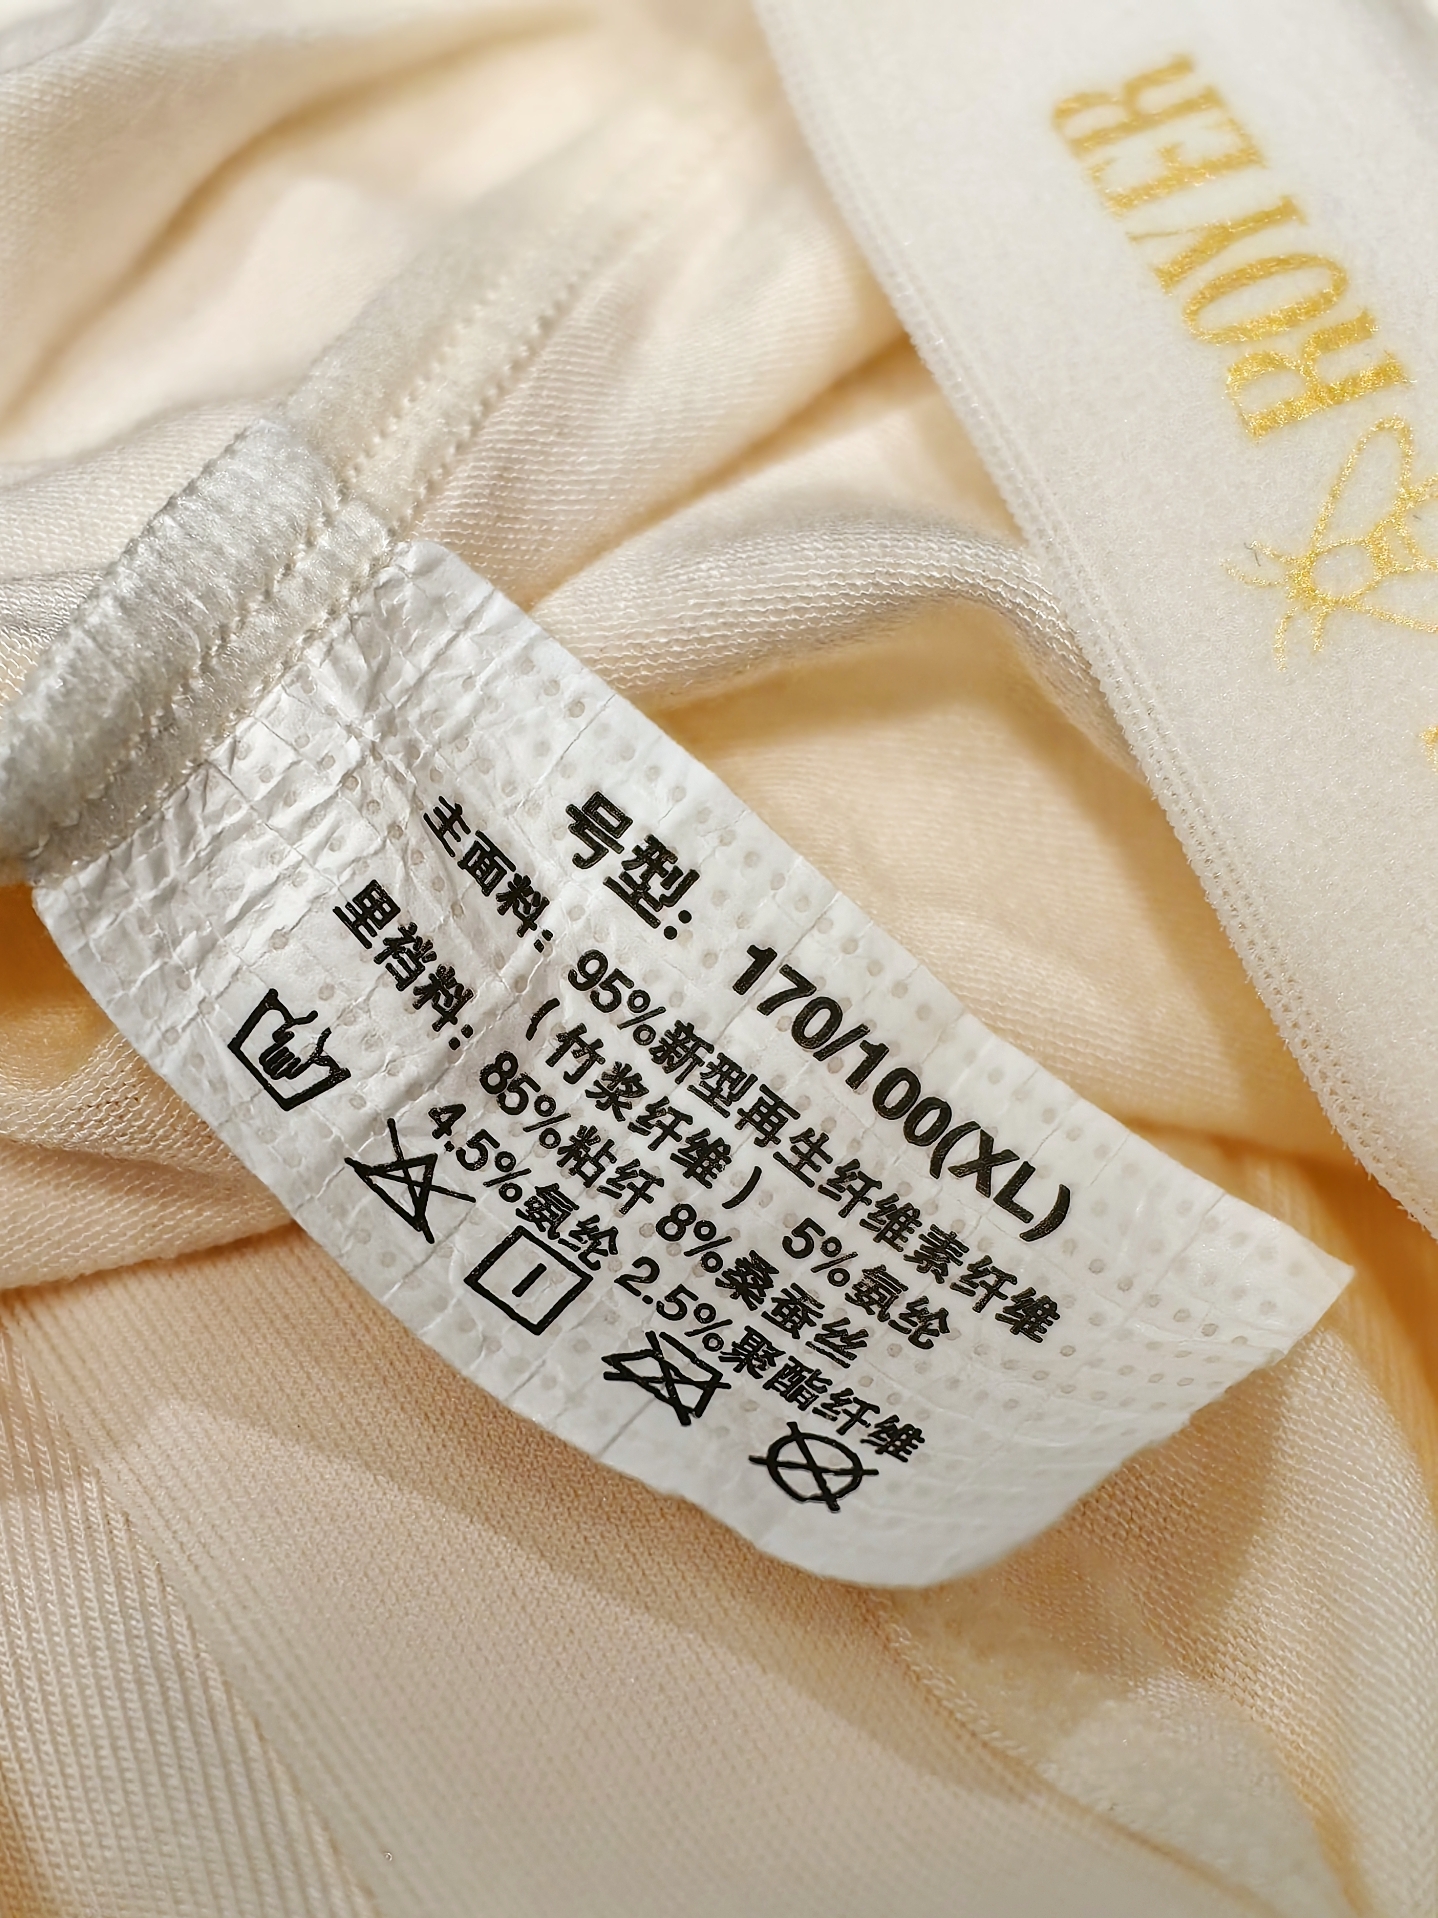 ROYEER
号型： 170/100(XL)
主面料：95%新型再生纤维素纤维
（竹浆纤维）5%氨纶
里裆料：85%粘纤 8%桑蚕丝
4.5%氨纶 2.5%聚酯纤维